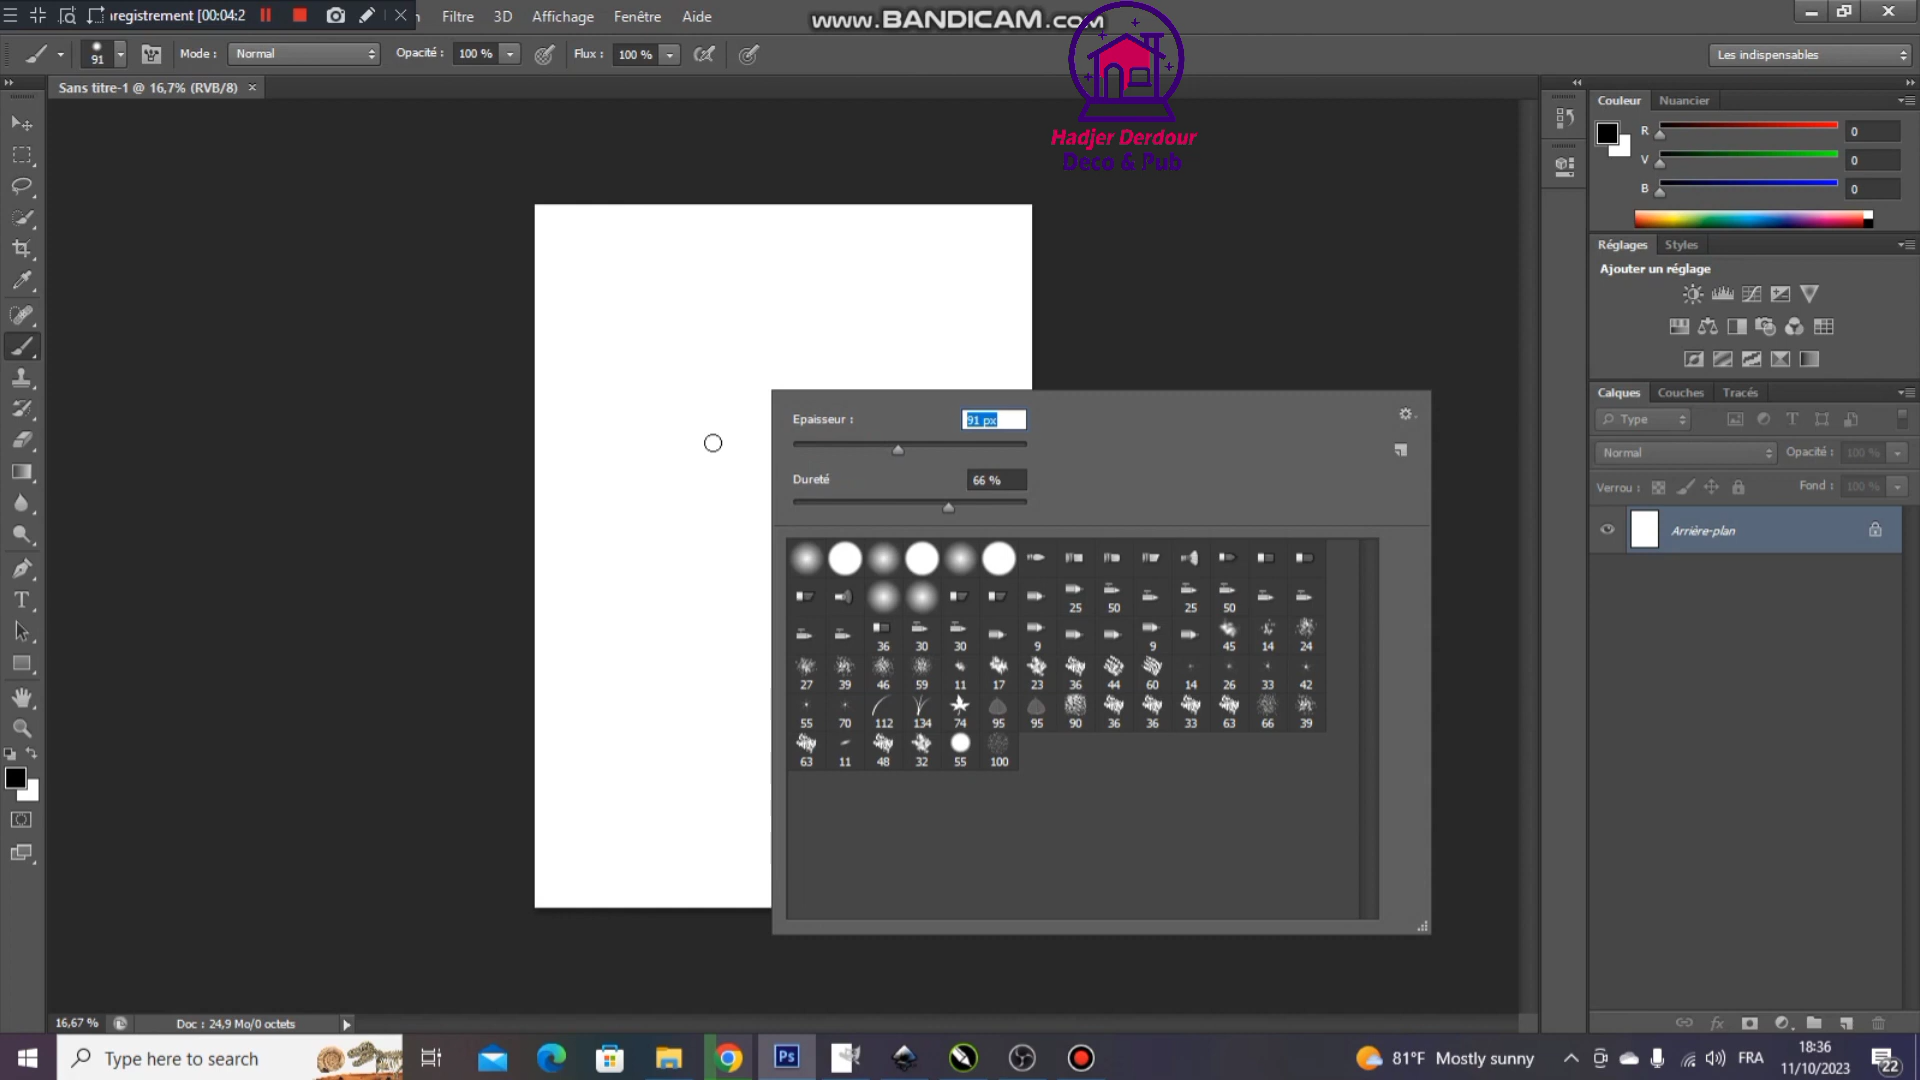 ıregistrement [00:04:2
Filtre 3D Affichage Fenêtre Aide
www.BANDICAM.com
91 Mode : Normal Opacité : 100 % Flux : 100 % Les indispensables
Sans titre-1 @ 16,7% (RVB/8)
Hadjer Derdour
Deco & Pub
Couleur Nuancier
R 0
V 0
B 0
Réglages Styles
Ajouter un réglage
Calques Couches Tracés
Type
Normal Opacité : 100 %
Verrou : Fond : 100 %
Arrière-plan
Epaisseur : 91 px
Dureté 66 %
25 50 25 50
36 30 30 9 9 45 14 24
27 39 46 59 11 17 23 36 44 60 14 26 33 42
55 70 112 134 74 95 95 90 36 36 33 63 66 39
63 11 48 32 55 100
16,67 % Doc : 24,9 Mo/0 octets
Type here to search
Ps
81°F Mostly sunny
FRA
18:36
11/10/2023
22